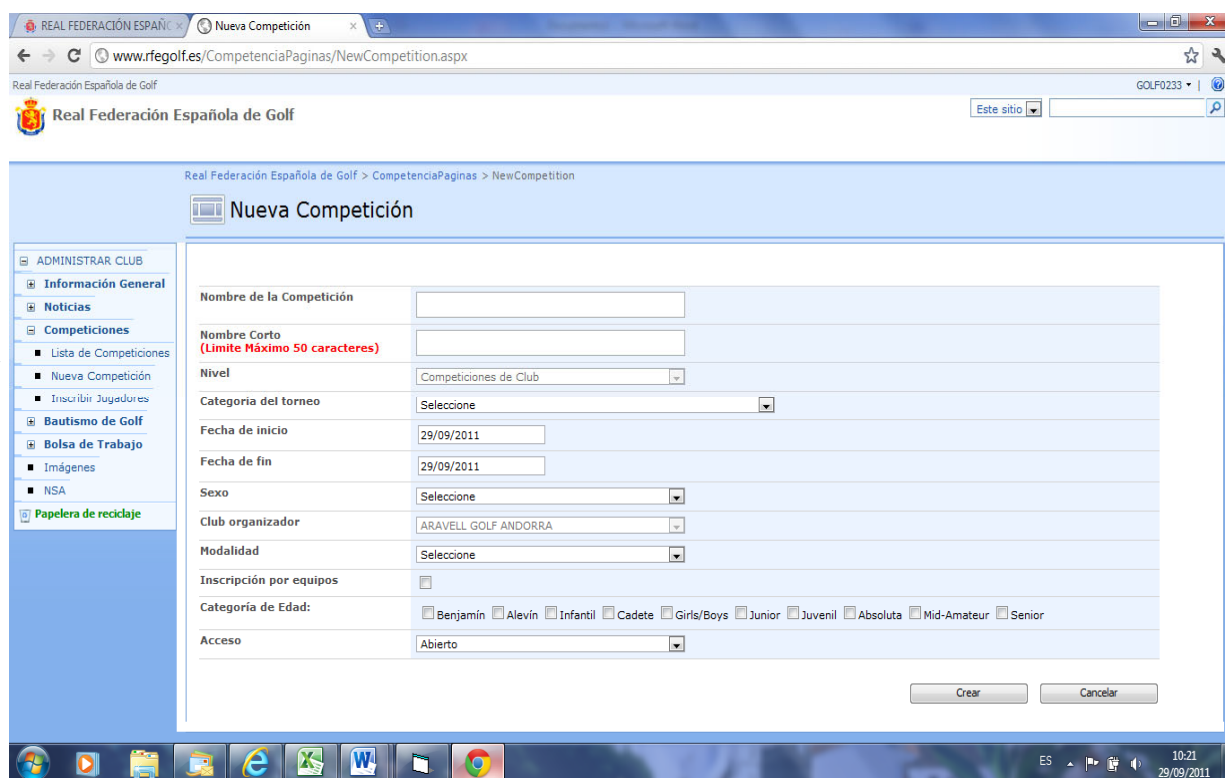 REAL FEDERACIÓN ESPAÑ
Nueva Competición
www.rfegolf.es/CompetenciaPaginas/NewCompetition.aspx
Real Federación Española de Golf
GOLF0233
Real Federación Española de Golf
Este sitio
Real Federación Española de Golf > CompetenciaPaginas > NewCompetition
Nueva Competición
ADMINISTRAR CLUB
Información General
Noticias
Competiciones
Lista de Competiciones
Nueva Competición
Inscribir Jugadores
Bautismo de Golf
Bolsa de Trabajo
Imágenes
NSA
Papelera de reciclaje
Nombre de la Competición
Nombre Corto
(Limite Máximo 50 caracteres)
Nivel
Competiciones de Club
Categoria del torneo
Seleccione
Fecha de inicio
29/09/2011
Fecha de fin
29/09/2011
Sexo
Seleccione
Club organizador
ARAVELL GOLF ANDORRA
Modalidad
Seleccione
Inscripción por equipos
Categoría de Edad:
Benjamín Alevín Infantil Cadete Girls/Boys Junior Juvenil Absoluta Mid-Amateur Senior
Acceso
Abierto
Crear
Cancelar
ES
10:21
29/09/2011